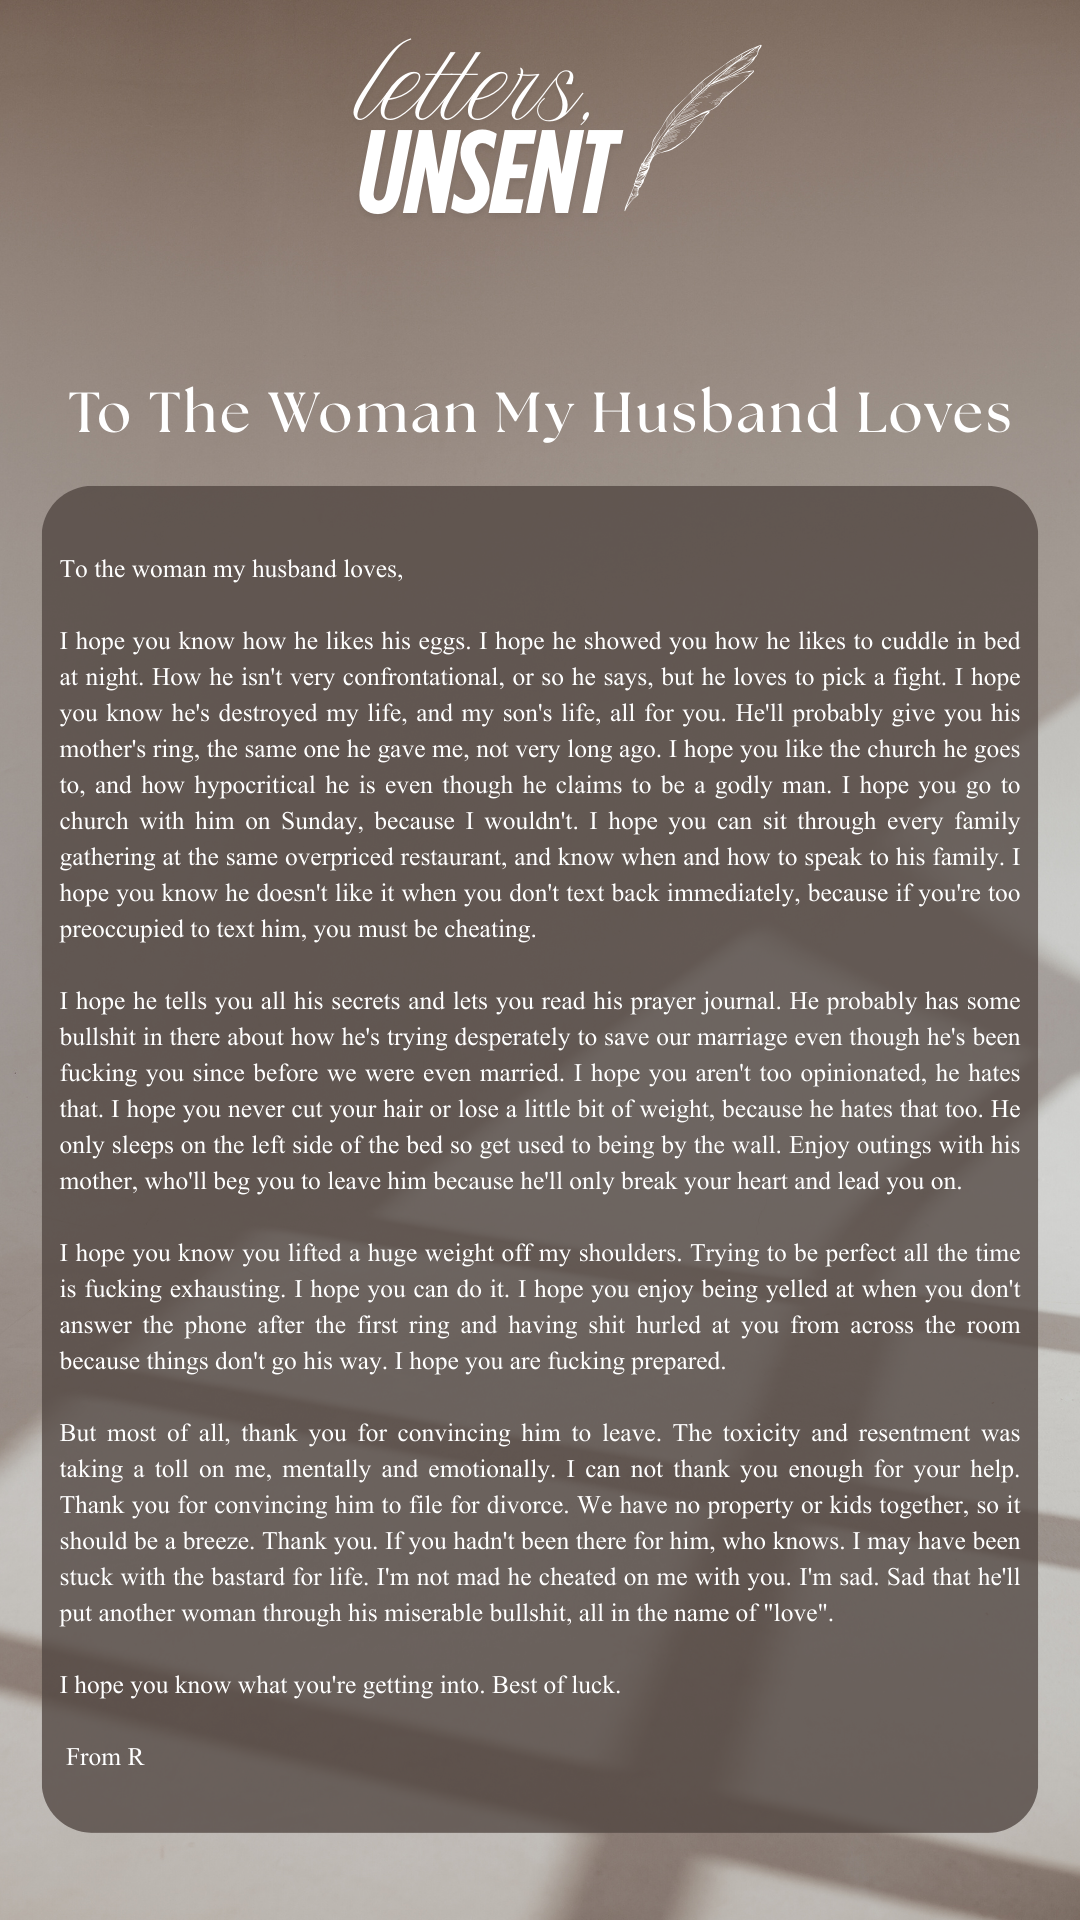 letters,
UNSENT
To The Woman My Husband Loves
To the woman my husband loves,
I hope you know how he likes his eggs. I hope he showed you how he likes to cuddle in bed
at night. How he isn't very confrontational, or so he says, but he loves to pick a fight. I hope
you know he's destroyed my life, and my son's life, all for you. He'll probably give you his
mother's ring, the same one he gave me, not very long ago. I hope you like the church he goes
to, and how hypocritical he is even though he claims to be a godly man. I hope you go to
church with him on Sunday, because I wouldn't. I hope you can sit through every family
gathering at the same overpriced restaurant, and know when and how to speak to his family. I
hope you know he doesn't like it when you don't text back immediately, because if you're too
preoccupied to text him, you must be cheating.
I hope he tells you all his secrets and lets you read his prayer journal. He probably has some
bullshit in there about how he's trying desperately to save our marriage even though he's been
fucking you since before we were even married. I hope you aren't too opinionated, he hates
that. I hope you never cut your hair or lose a little bit of weight, because he hates that too. He
only sleeps on the left side of the bed so get used to being by the wall. Enjoy outings with his
mother, who'll beg you to leave him because he'll only break your heart and lead you on.
I hope you know you lifted a huge weight off my shoulders. Trying to be perfect all the time
is fucking exhausting. I hope you can do it. I hope you enjoy being yelled at when you don't
answer the phone after the first ring and having shit hurled at you from across the room
because things don't go his way. I hope you are fucking prepared.
But most of all, thank you for convincing him to leave. The toxicity and resentment was
taking a toll on me, mentally and emotionally. I can not thank you enough for your help.
Thank you for convincing him to file for divorce. We have no property or kids together, so it
should be a breeze. Thank you. If you hadn't been there for him, who knows. I may have been
stuck with the bastard for life. I'm not mad he cheated on me with you. I'm sad. Sad that he'll
put another woman through his miserable bullshit, all in the name of "love".
I hope you know what you're getting into. Best of luck.
From R